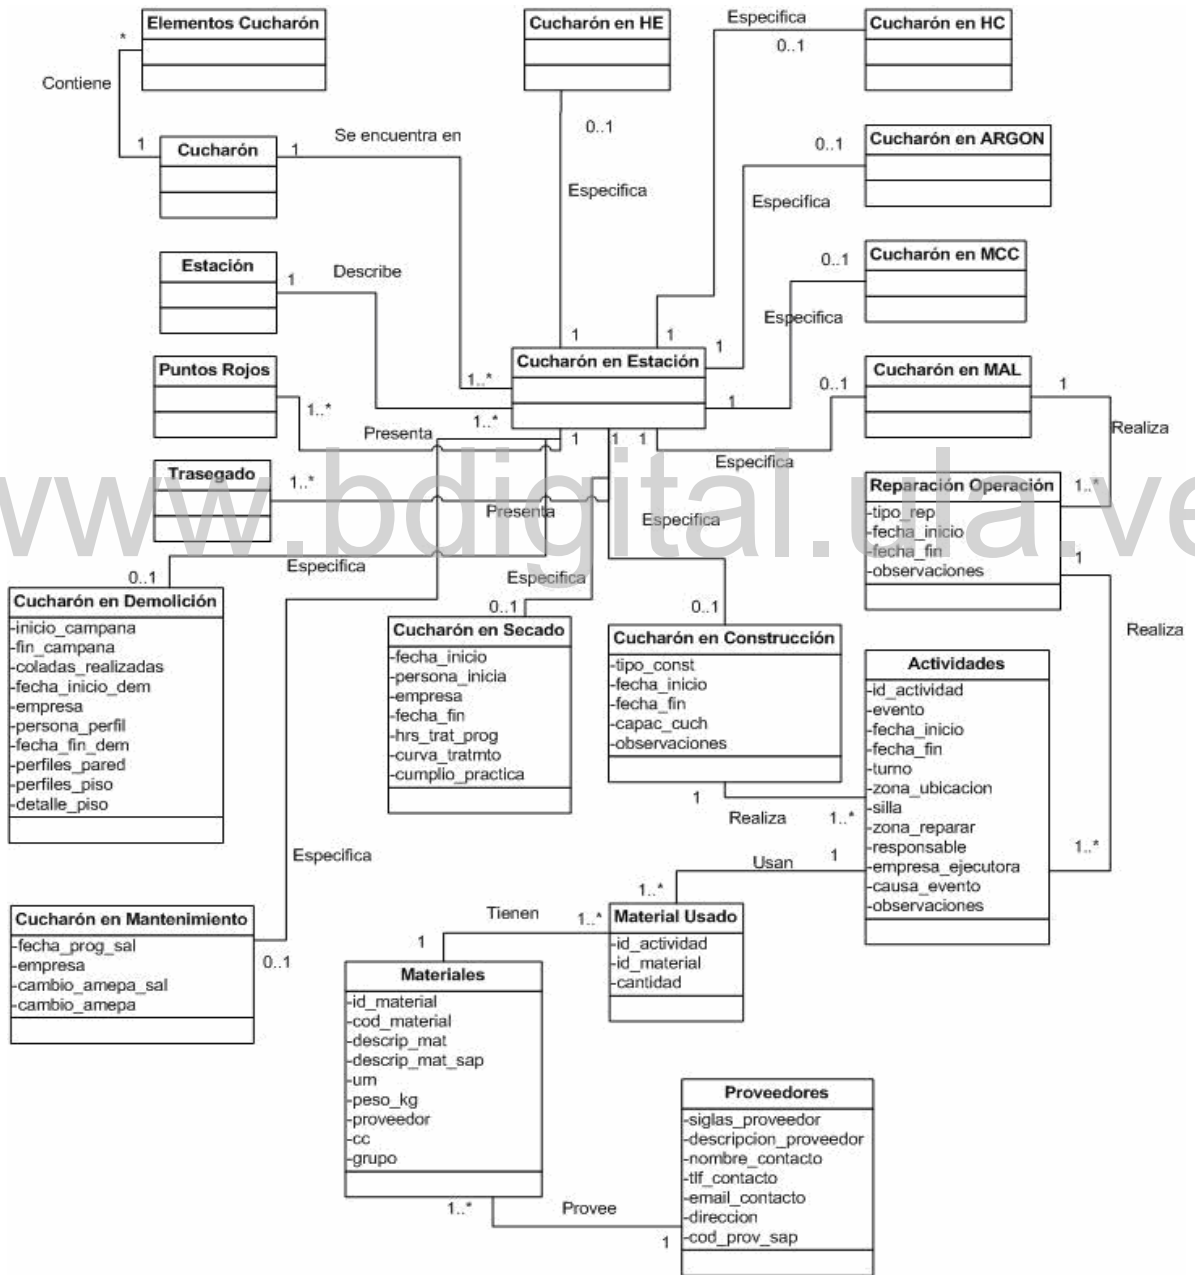 Elementos Cucharón
*
Contiene
1
Cucharón
1
Se encuentra en
Cucharón en HE
0..1
Especifica
Especifica
0..1
Cucharón en HC
Cucharón en ARGON
0..1
Especifica
Cucharón en MCC
0..1
Especifica
Estación
1
Describe
Puntos Rojos
1..*
Presenta
1
1
1
Cucharón en Estación
1..*
1..*
1
1
1
1
Cucharón en MAL
0..1
Especifica
1
Realiza
Trasegado
1..*
Presenta
www.bdigital.ula.ve
Reparación Operación
-tipo_rep
-fecha_inicio
-fecha_fin
-observaciones
1..*
1
Realiza
Especifica
0..1
Cucharón en Demolición
-inicio_campana
-fin_campana
-coladas_realizadas
-fecha_inicio_dem
-empresa
-persona_perfil
-fecha_fin_dem
-perfiles_pared
-perfiles_piso
-detalle_piso
Especifica
0..1
Cucharón en Secado
-fecha_inicio
-persona_inicia
-empresa
-fecha_fin
-hrs_trat_prog
-curva_tratmto
-cumplio_practica
Especifica
0..1
Cucharón en Construcción
-tipo_const
-fecha_inicio
-fecha_fin
-capac_cuch
-observaciones
1
Realiza
1..*
Actividades
-id_actividad
-evento
-fecha_inicio
-fecha_fin
-turno
-zona_ubicacion
-silla
-zona_reparar
-responsable
-empresa_ejecutora
-causa_evento
-observaciones
1..*
1
Usan
1..*
Especifica
Cucharón en Mantenimiento
-fecha_prog_sal
-empresa
-cambio_amepa_sal
-cambio_amepa
0..1
Tienen
1..*
1
Material Usado
-id_actividad
-id_material
-cantidad
Materiales
-id_material
-cod_material
-descrip_mat
-descrip_mat_sap
-um
-peso_kg
-proveedor
-cc
-grupo
1..*
Provee
1
Proveedores
-siglas_proveedor
-descripcion_proveedor
-nombre_contacto
-tlf_contacto
-email_contacto
-direccion
-cod_prov_sap